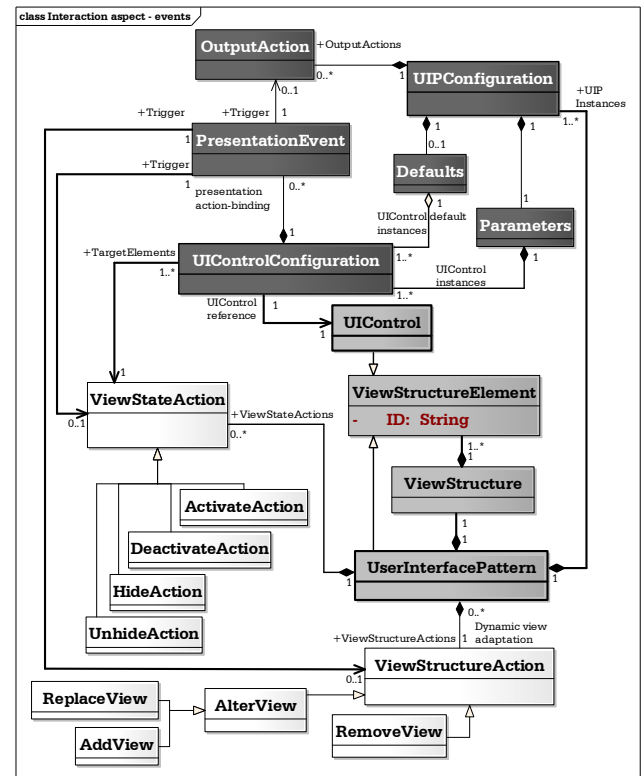 class Interaction aspect - events
OutputAction
+OutputActions
0..*
1
UIPConfiguration
0..1
+UIP
Instances
1..*
+Trigger
+Trigger
1
1
1
1
PresentationEvent
0..1
Defaults
+Trigger
1
presentation
action-binding
0..*
1
UIControl default
instances
1
Parameters
+TargetElements
1..*
1
UIControlConfiguration
1..*
1
UIControl
instances
1..*
UIControl
reference
1
1
UIControl
1
ViewStateAction
ViewStructureElement
- ID: String
+ViewStateActions
0..1
0..*
1..*
1
ViewStructure
ActivateAction
1
DeactivateAction
1
UserInterfacePattern
1
1
HideAction
0..*
Dynamic view
adaptation
UnhideAction
+ViewStructureActions
1
0..1
ViewStructureAction
ReplaceView
AlterView
AddView
RemoveView